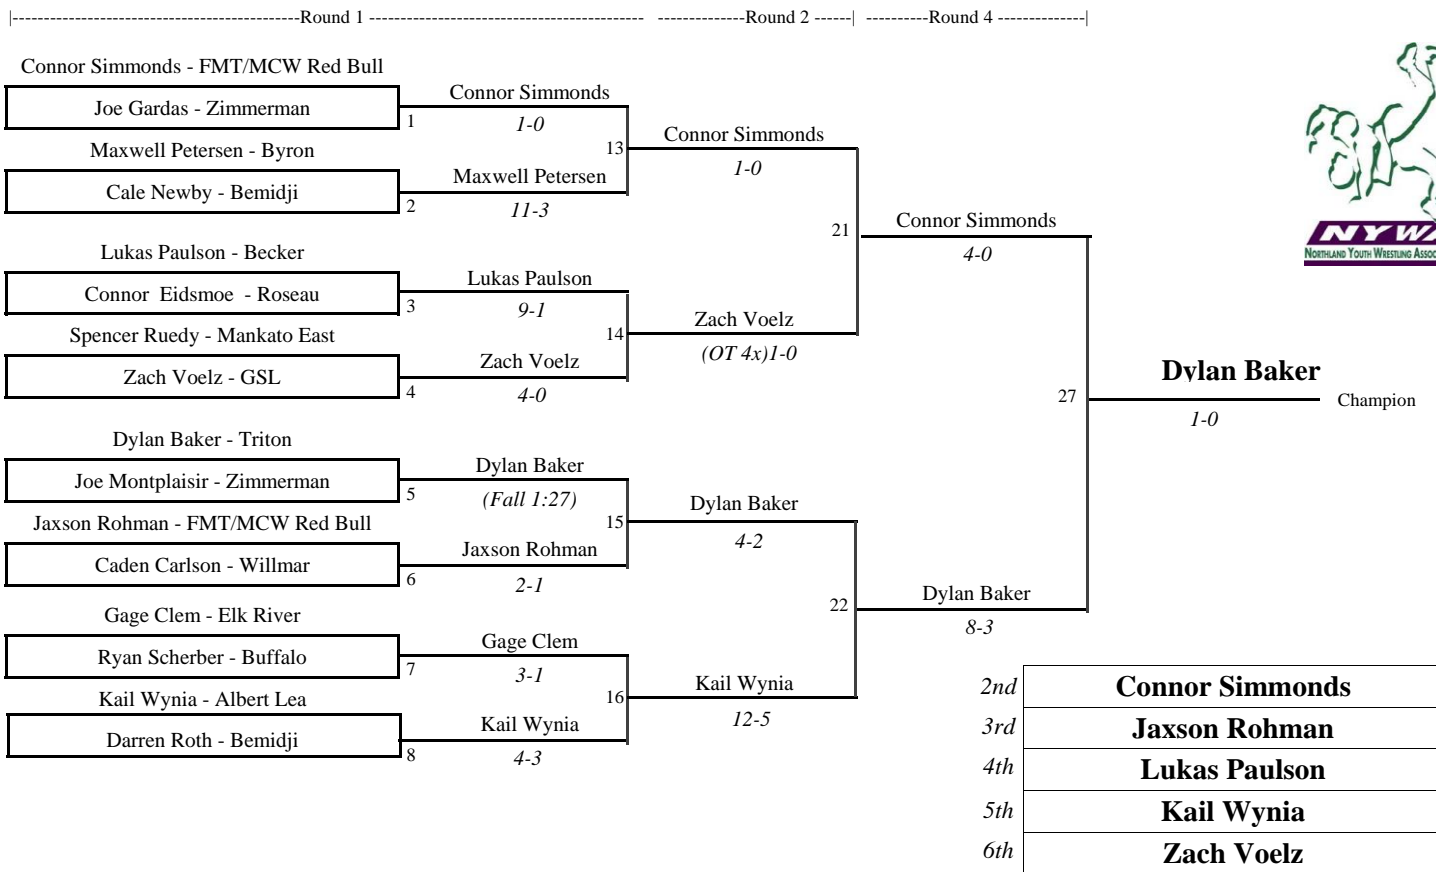 |----------------------------------------------Round 1 -------------------------------------------- --------------Round 2 ------| ----------Round 4 --------------|
Connor Simmonds - FMT/MCW Red Bull
Joe Gardas - Zimmerman
1
Connor Simmonds
1-0
Maxwell Petersen - Byron
Cale Newby - Bemidji
2
Maxwell Petersen
11-3
13
Connor Simmonds
1-0
Lukas Paulson - Becker
Connor Eidsmoe - Roseau
3
Lukas Paulson
9-1
Spencer Ruedy - Mankato East
Zach Voelz - GSL
4
Zach Voelz
4-0
14
Zach Voelz
(OT 4x)1-0
21
Connor Simmonds
4-0
Dylan Baker - Triton
Joe Montplaisir - Zimmerman
5
Dylan Baker
(Fall 1:27)
Jaxson Rohman - FMT/MCW Red Bull
Caden Carlson - Willmar
6
Jaxson Rohman
2-1
15
Dylan Baker
4-2
Gage Clem - Elk River
Ryan Scherber - Buffalo
7
Gage Clem
3-1
Kail Wynia - Albert Lea
Darren Roth - Bemidji
8
Kail Wynia
4-3
16
Kail Wynia
12-5
22
Dylan Baker
8-3
27
Dylan Baker
Champion
1-0
NYW
NORTHLAND YOUTH WRESTLING
2nd Connor Simmonds
3rd Jaxson Rohman
4th Lukas Paulson
5th Kail Wynia
6th Zach Voelz